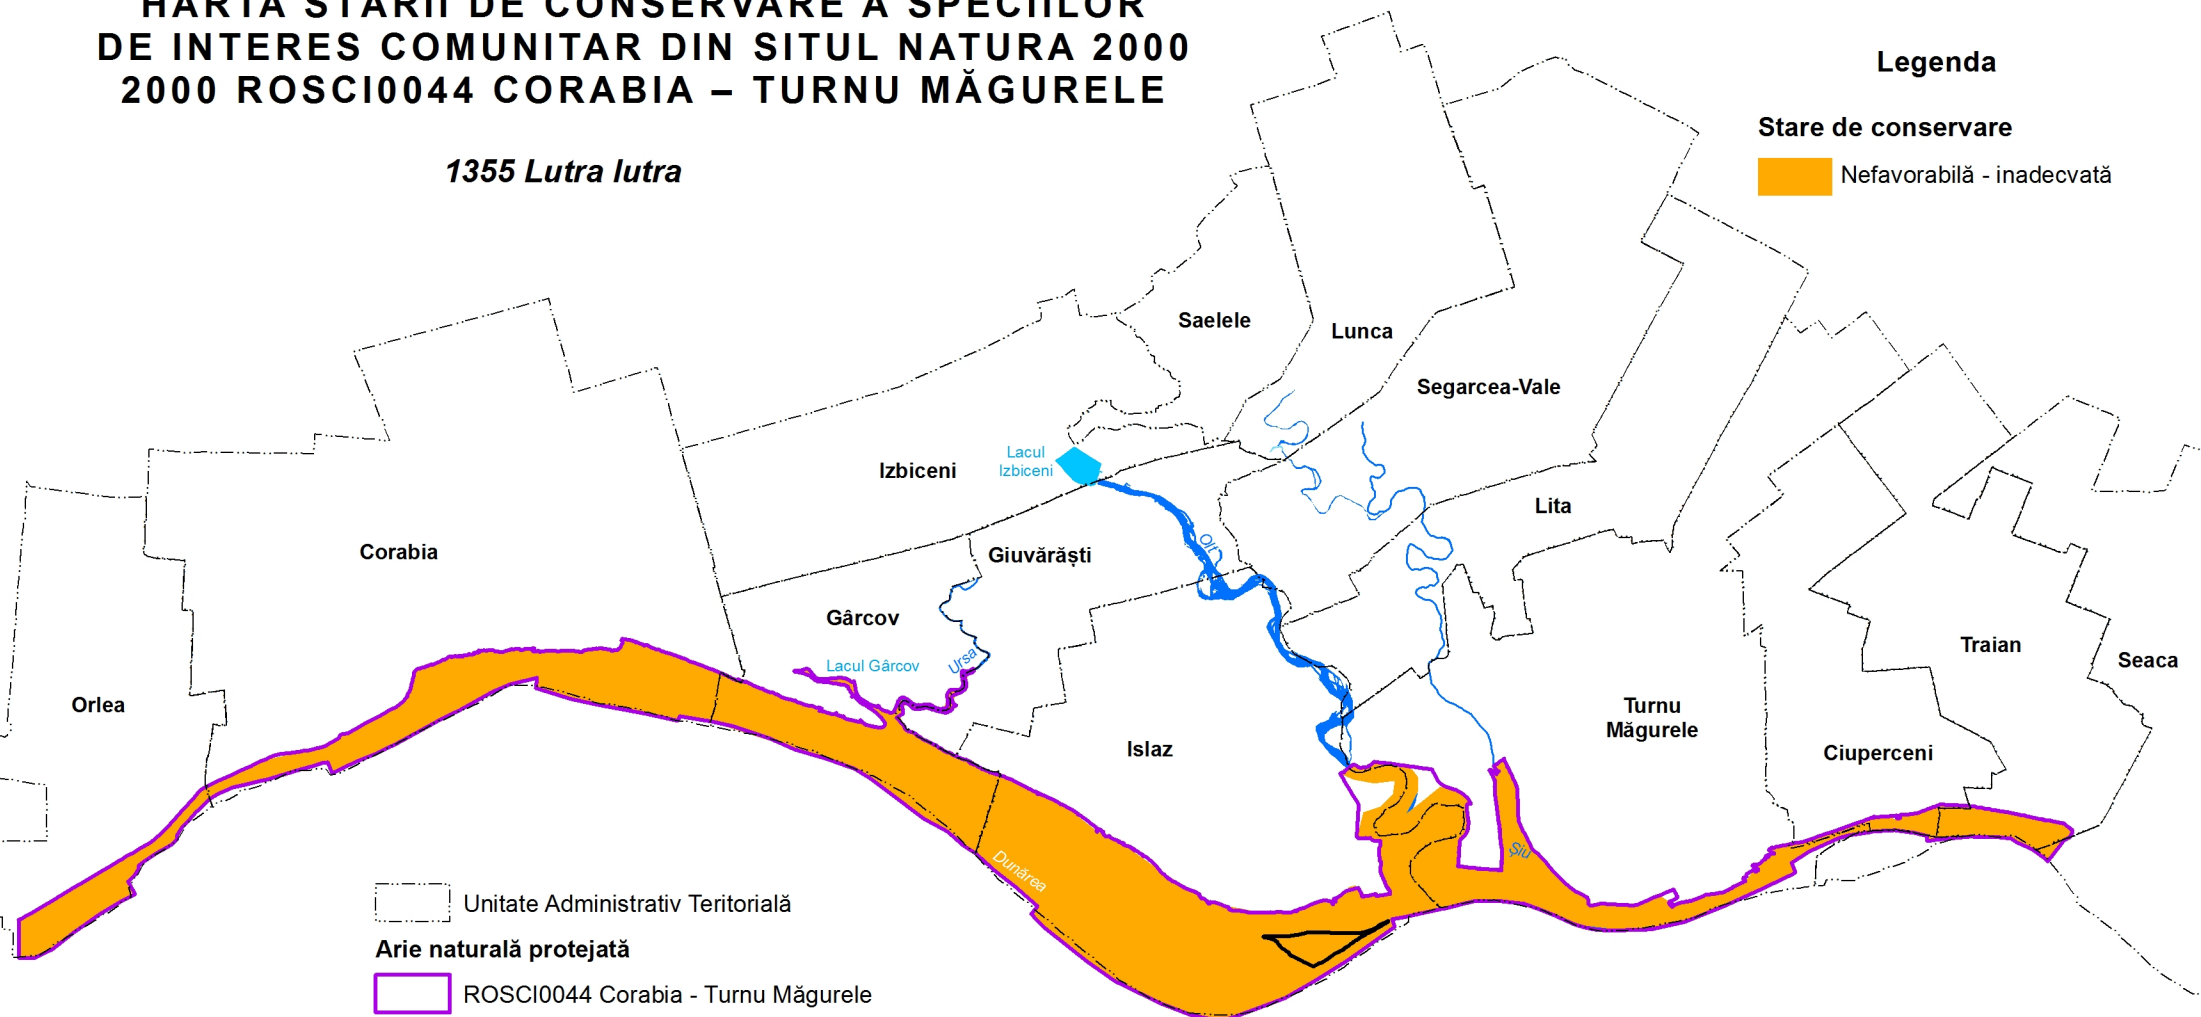 HARTA STĂRII DE CONSERVARE A SPECIILOR
DE INTERES COMUNITAR DIN SITUL NATURA 2000
2000 ROSCI0044 CORABIA – TURNU MĂGURELE
1355 Lutra lutra
Legenda
Stare de conservare
Nefavorabilă - inadecvată
Saelele
Lunca
Segarcea-Vale
Lacul
Izbiceni
Izbiceni
Lita
Corabia
Giuvărăști
Olt
Gârcov
Lacul Gârcov
Ursa
Traian
Seaca
Orlea
Turnu
Măgurele
Islaz
Ciuperceni
Șiu
Dunărea
Unitate Administrativ Teritorială
Arie naturală protejată
ROSCI0044 Corabia - Turnu Măgurele